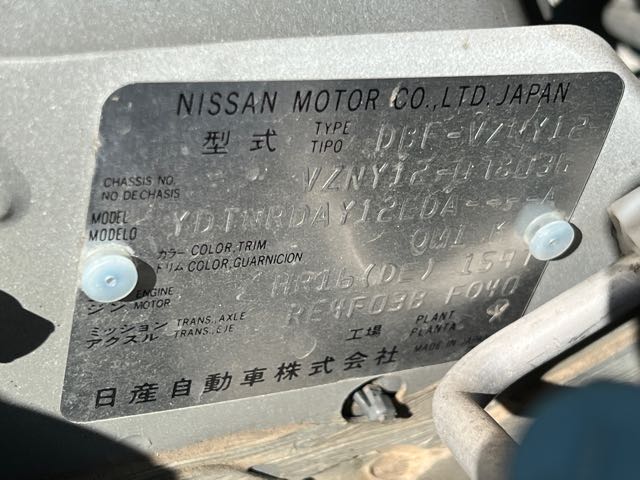 NISSAN MOTOR CO.,LTD.JAPAN
型式 TYPE TIPO DBF-VZNY12
CHASSIS NO. NO DE CHASIS VZNY12-
MODEL MODELO
カラー COLOR,TRIM
トリム COLOR,GUARNICION QM1 K
ENGINE MOTOR HR16(DE) 1597
ミッション TRANS., AXLE RE4F03B FO40
アクスル TRANS., EJE
工場 PLANT PLANTA
日産自動車株式会社 MADE IN JAPAN